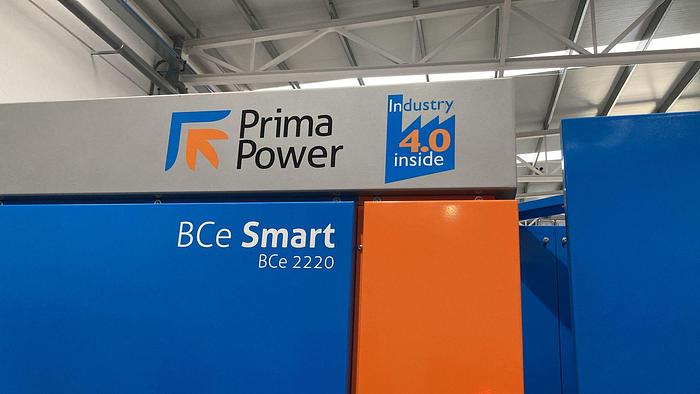 Prima
Power
Industry
4.0
inside
BCe Smart
BCe 2220